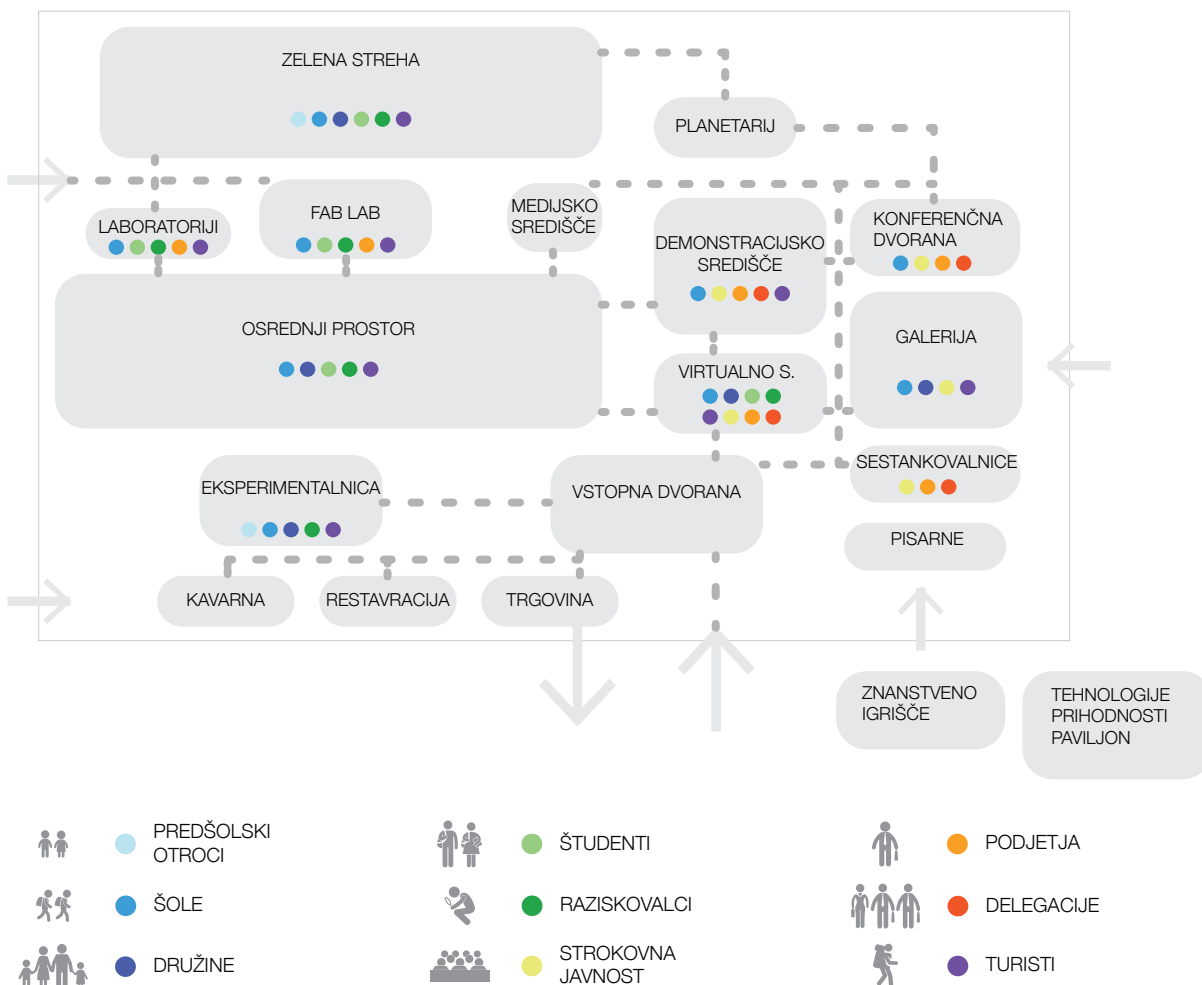 ZELENA STREHA
PLANETARIJ
LABORATORIJI
FAB LAB
MEDIJSKO
SREDIŠČE
DEMONSTRACIJSKO
SREDIŠČE
KONFERENČNA
DVORANA
OSREDNJI PROSTOR
GALERIJA
VIRTUALNO S.
EKSPERIMENTALNICA
VSTOPNA DVORANA
SESTANKOVALNICE
PISARNE
KAVARNA
RESTAVRACIJA
TRGOVINA
ZNANSTVENO
IGRIŠČE
TEHNOLOGIJE
PRIHODNOSTI
PAVILJON
PREDŠOLSKI
OTROCI
ŠTUDENTI
PODJETJA
ŠOLE
RAZISKOVALCI
DELEGACIJE
DRUŽINE
STROKOVNA
JAVNOST
TURISTI